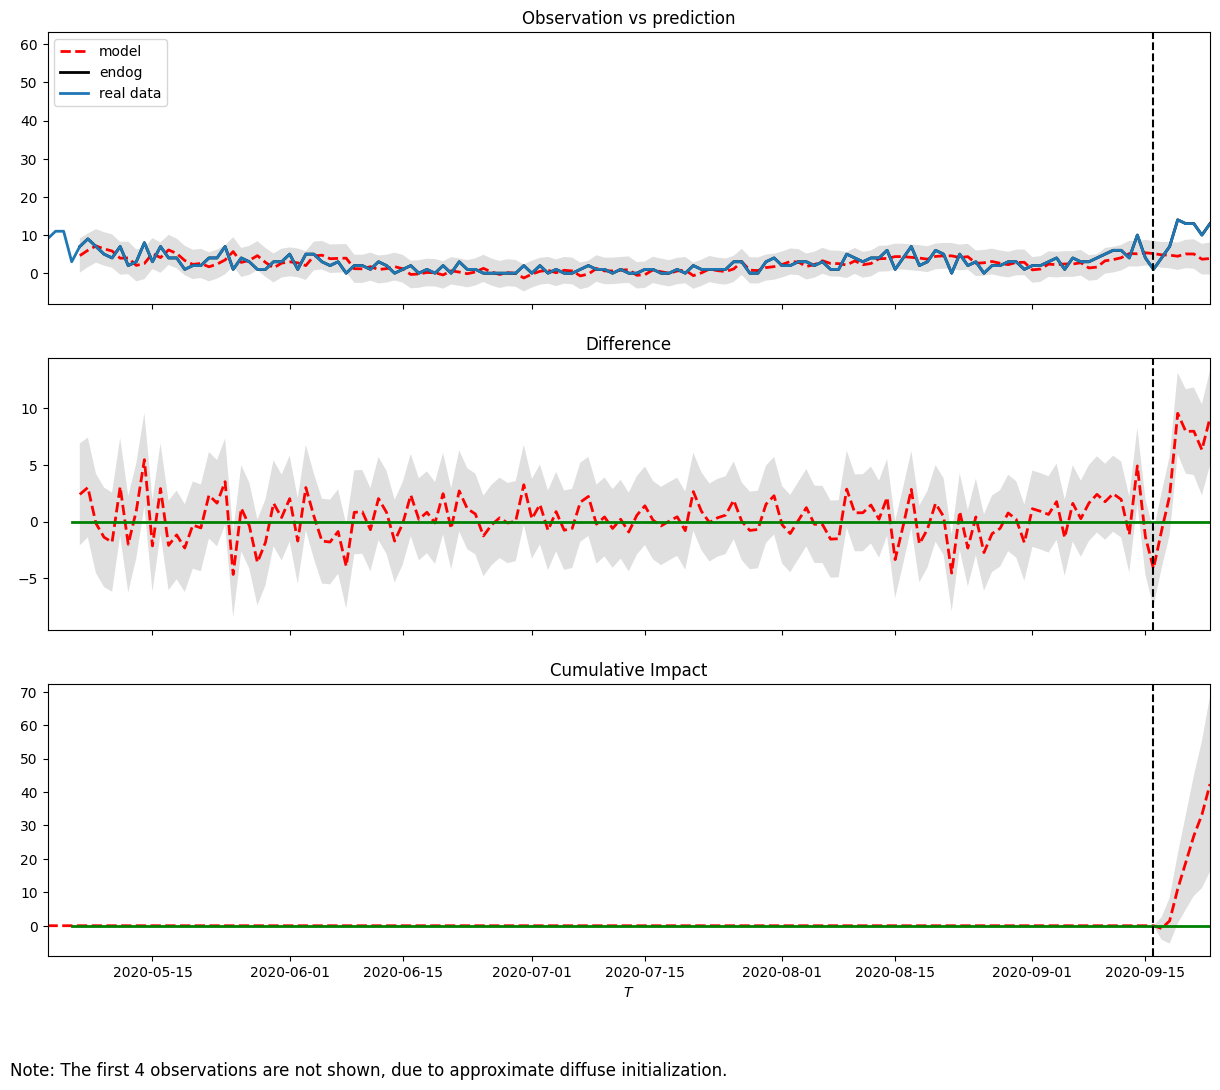 Observation vs prediction
60
50
40
30
20
10
0
model
endog
real data
Difference
10
5
0
−5
Cumulative Impact
70
60
50
40
30
20
10
0
2020-05-15 2020-06-01 2020-06-15 2020-07-01 2020-07-15 2020-08-01 2020-08-15 2020-09-01 2020-09-15
T
Note: The first 4 observations are not shown, due to approximate diffuse initialization.